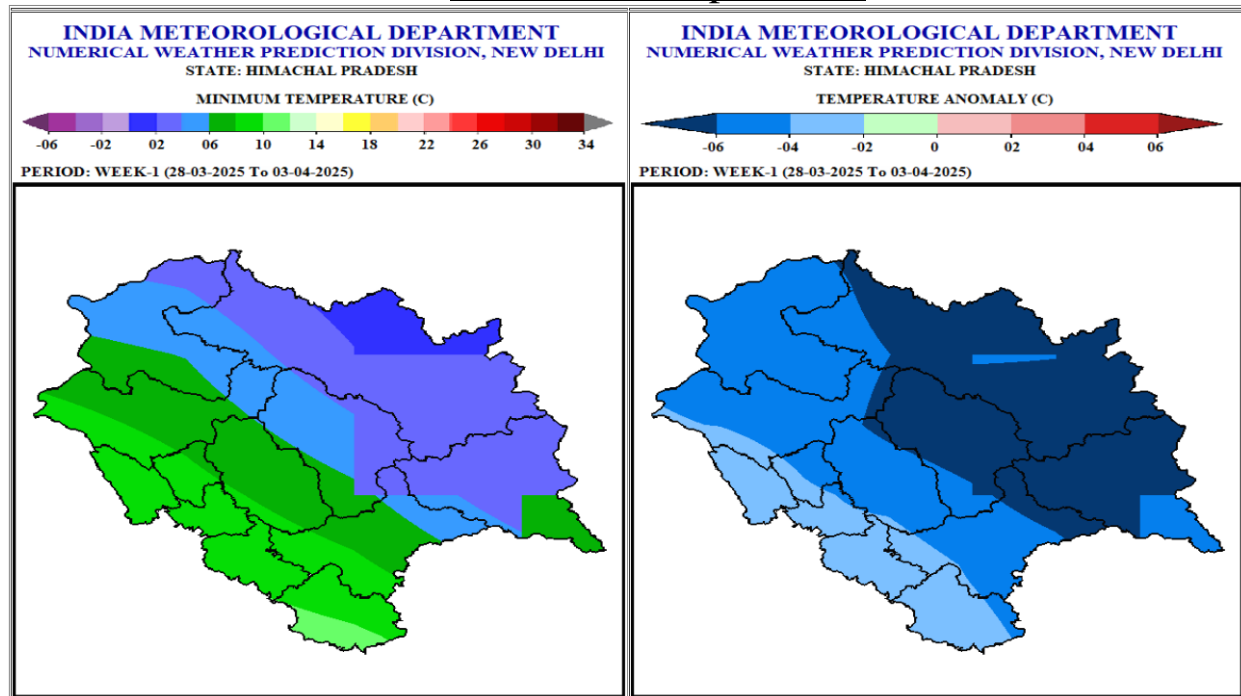 INDIA METEOROLOGICAL DEPARTMENT
NUMERICAL WEATHER PREDICTION DIVISION, NEW DELHI
STATE: HIMACHAL PRADESH
MINIMUM TEMPERATURE (C)
-06 -02 02 06 10 14 18 22 26 30 34
PERIOD: WEEK-1 (28-03-2025 To 03-04-2025)
INDIA METEOROLOGICAL DEPARTMENT
NUMERICAL WEATHER PREDICTION DIVISION, NEW DELHI
STATE: HIMACHAL PRADESH
TEMPERATURE ANOMALY (C)
-06 -04 -02 0 02 04 06
PERIOD: WEEK-1 (28-03-2025 To 03-04-2025)